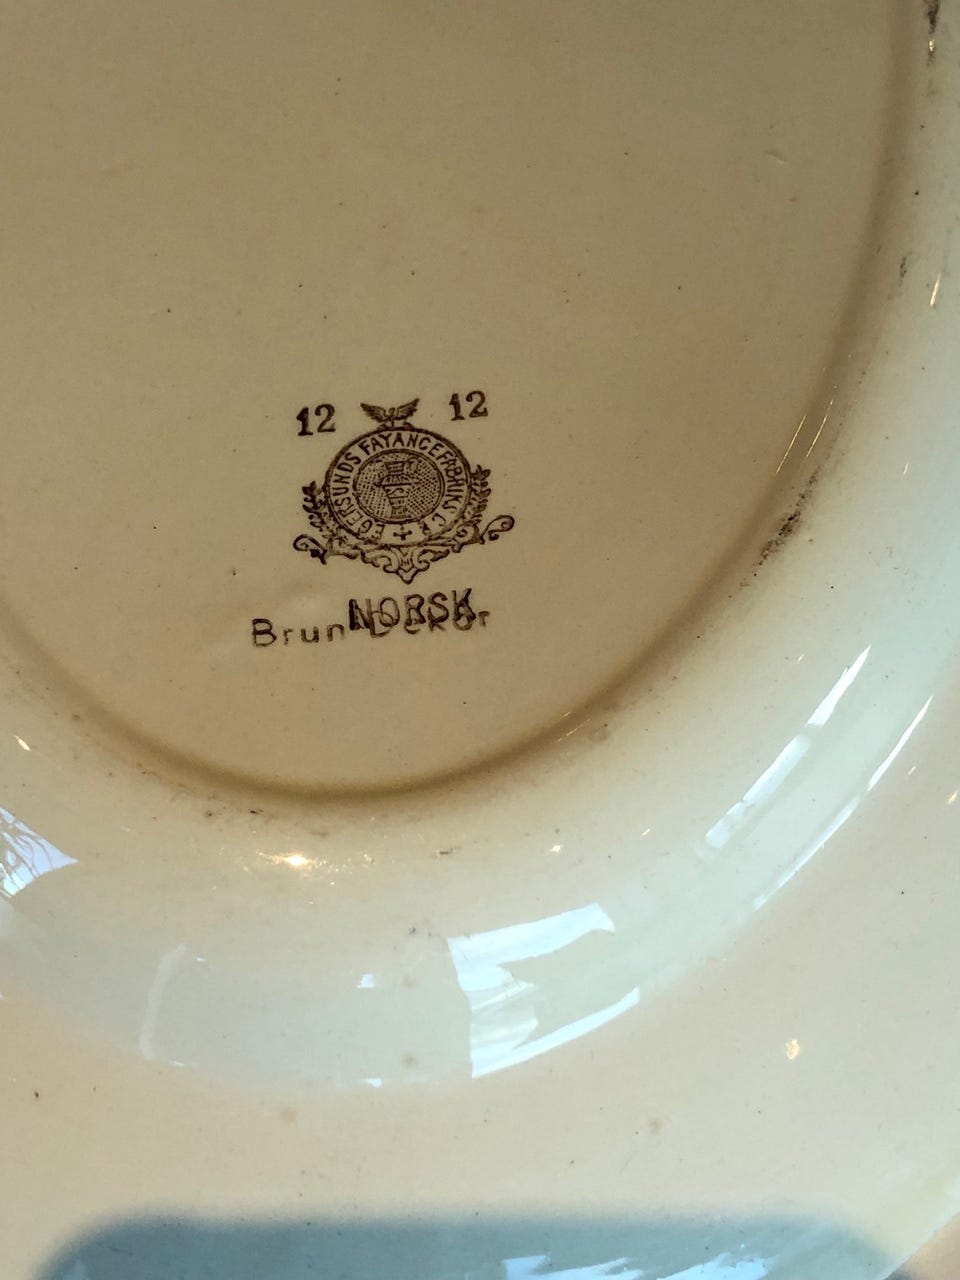 12 12
EGERSUNDS FAYANCEFABRIKS Co
NORSK
Brun Dekor